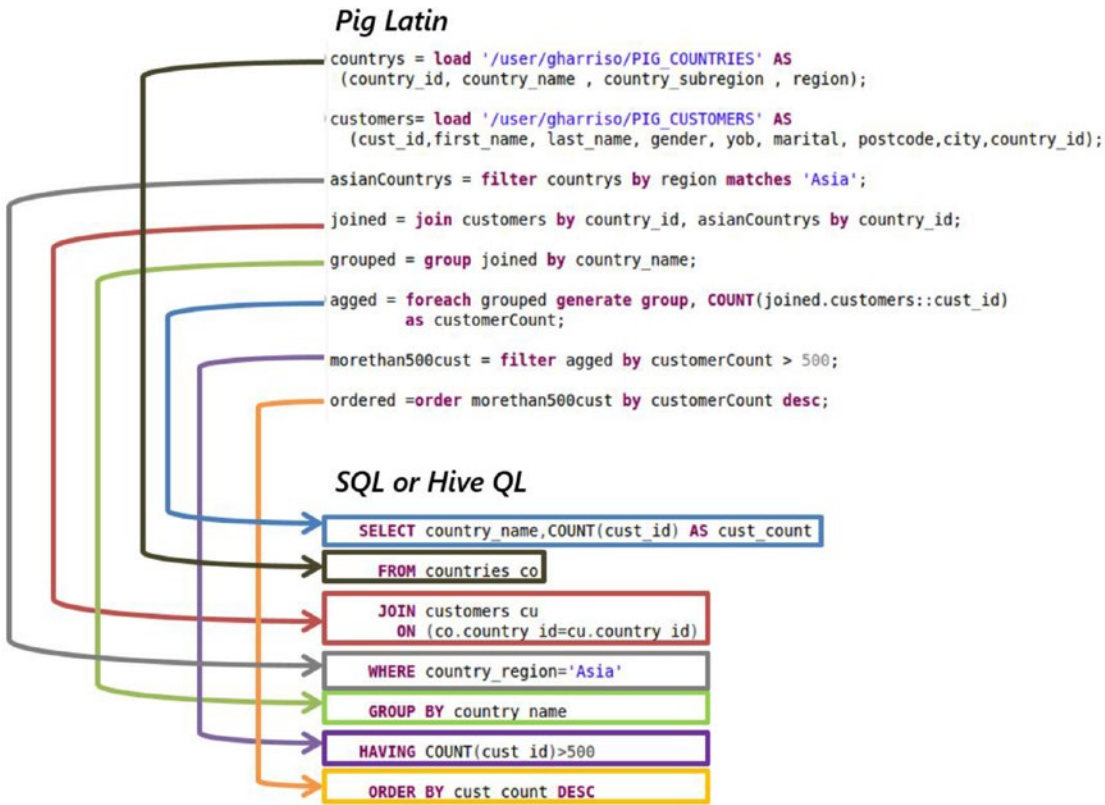 Pig Latin
countrys = load '/user/gharriso/PIG_COUNTRIES' AS
(country_id, country_name , country_subregion , region);
customers= load '/user/gharriso/PIG_CUSTOMERS' AS
(cust_id,first_name, last_name, gender, yob, marital, postcode,city,country_id);
asianCountrys = filter countrys by region matches 'Asia';
joined = join customers by country_id, asianCountrys by country_id;
grouped = group joined by country_name;
agged = foreach grouped generate group, COUNT(joined.customers::cust_id)
as customerCount;
morethan500cust = filter agged by customerCount > 500;
ordered =order morethan500cust by customerCount desc;
SQL or Hive QL
SELECT country_name,COUNT(cust_id) AS cust_count
FROM countries co
JOIN customers cu
ON (co.country_id=cu.country_id)
WHERE country_region='Asia'
GROUP BY country_name
HAVING COUNT(cust_id)>500
ORDER BY cust_count DESC